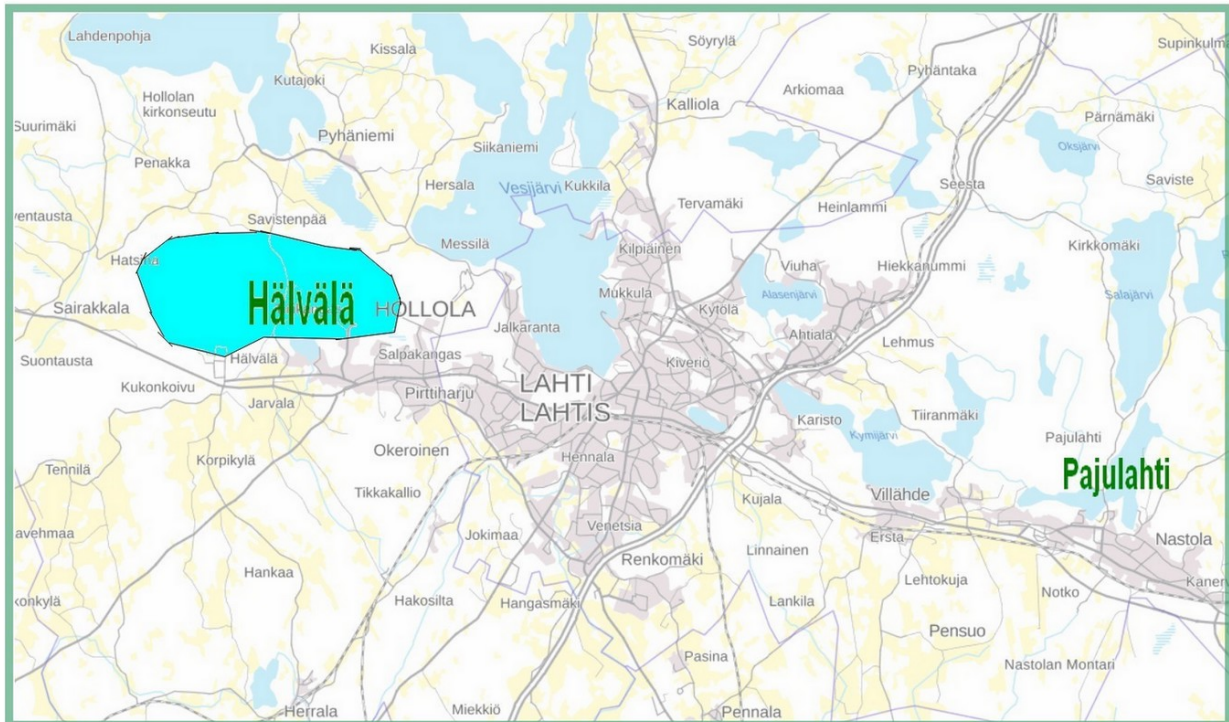 Lahdenpohja
Kissala
Söyrylä
Supinkulm
Kutajoki
Pyhäntaka
Hollolan
kirkonseutu
Arkiomaa
Kalliola
Pärnämäki
Suurimäki
Pyhäniemi
Siikaniemi
Oksjärvi
Penakka
Hersala
Vesijärvi
Kukkila
Seesta
Saviste
ventausta
Savistenpää
Tervamäki
Heinlammi
Messilä
Kilpiäinen
Kirkkomäki
Hatsina
Viuha
Hiekkanummi
Sairakkala
Hälvälä
HOLLOLA
Mukkula
Kytölä
Alasenjärvi
Salajärvi
Jalkaranta
Ahtiala
Lehmus
Suontausta
Hälvälä
Salpakangas
Kiveriö
Kukonkoivu
Pirttiharju
LAHTI
LAHTIS
Jarvala
Karisto
Tiiranmäki
Okeroinen
Kymijärvi
Pajulahti
Hennala
Korpikylä
Tennilä
Pajulahti
Tikkakallio
Kujala
Villähde
Venetsia
avehmaa
Jokimaa
Ersta
Nastola
Renkomäki
Linnainen
Hankaa
Lehtokuja
Kaner
Hakosilta
Hangasmäki
Lankila
Notko
konkylä
Pensuo
Pasina
Nastolan Montari
Herrala
Miekkiö
Pennala